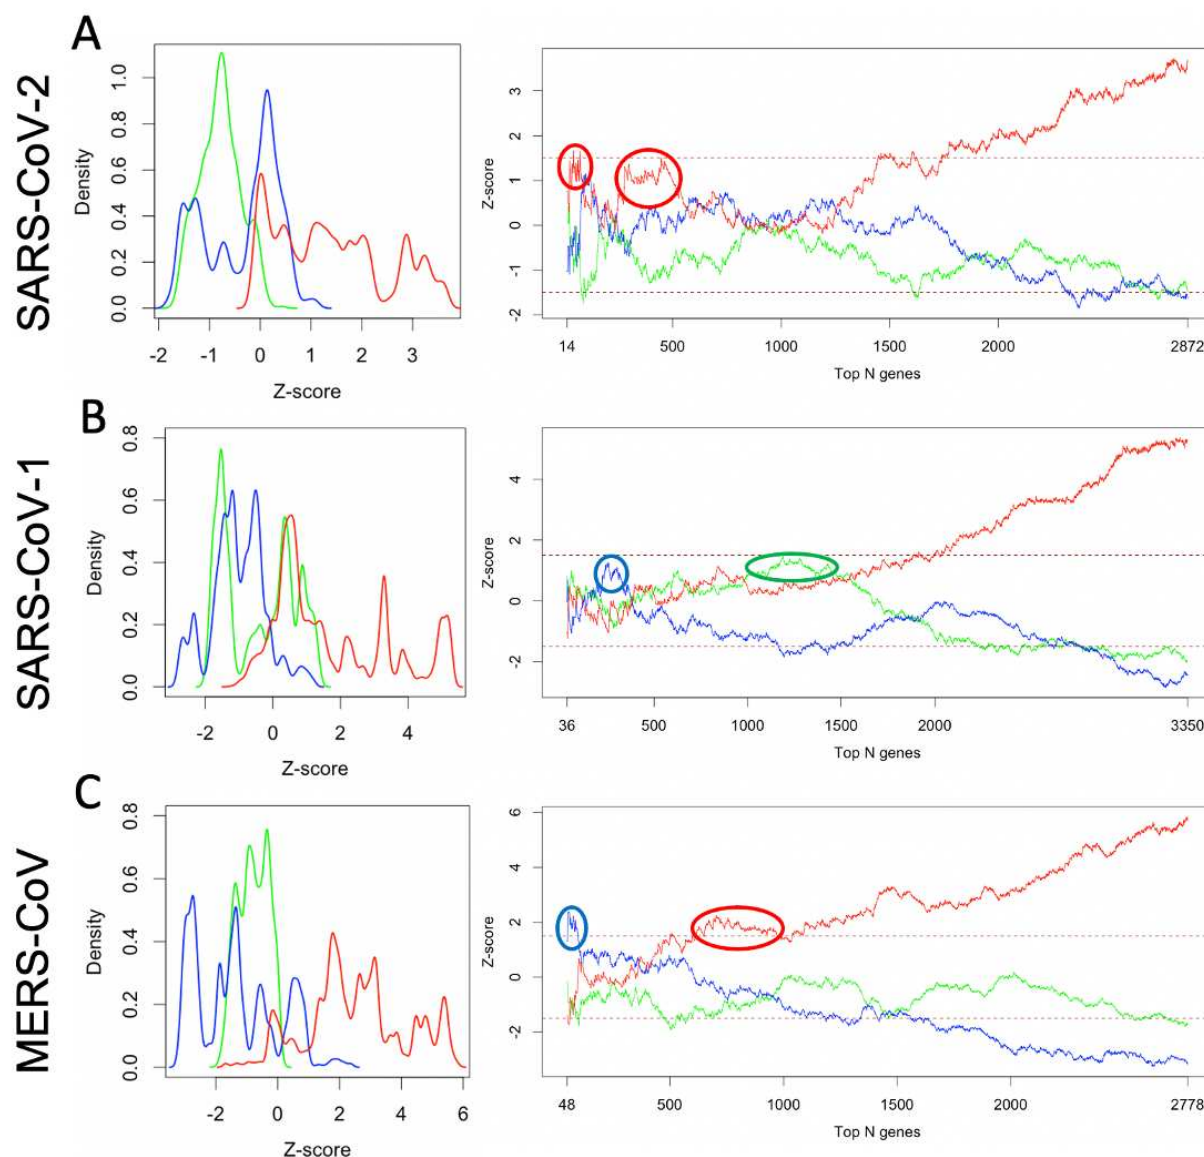 A
SARS-CoV-2
Density
0.0 0.2 0.4 0.6 0.8 1.0
-2 -1 0 1 2 3
Z-score
Z-score
-2 -1 0 1 2 3
14 500 1000 1500 2000 2872
Top N genes
B
SARS-CoV-1
Density
0.0 0.2 0.4 0.6 0.8
-2 0 2 4
Z-score
Z-score
-2 0 2 4
36 500 1000 1500 2000 3350
Top N genes
C
MERS-CoV
Density
0.0 0.2 0.4 0.6 0.8
-2 0 2 4 6
Z-score
Z-score
-2 0 2 4 6
48 500 1000 1500 2000 2778
Top N genes